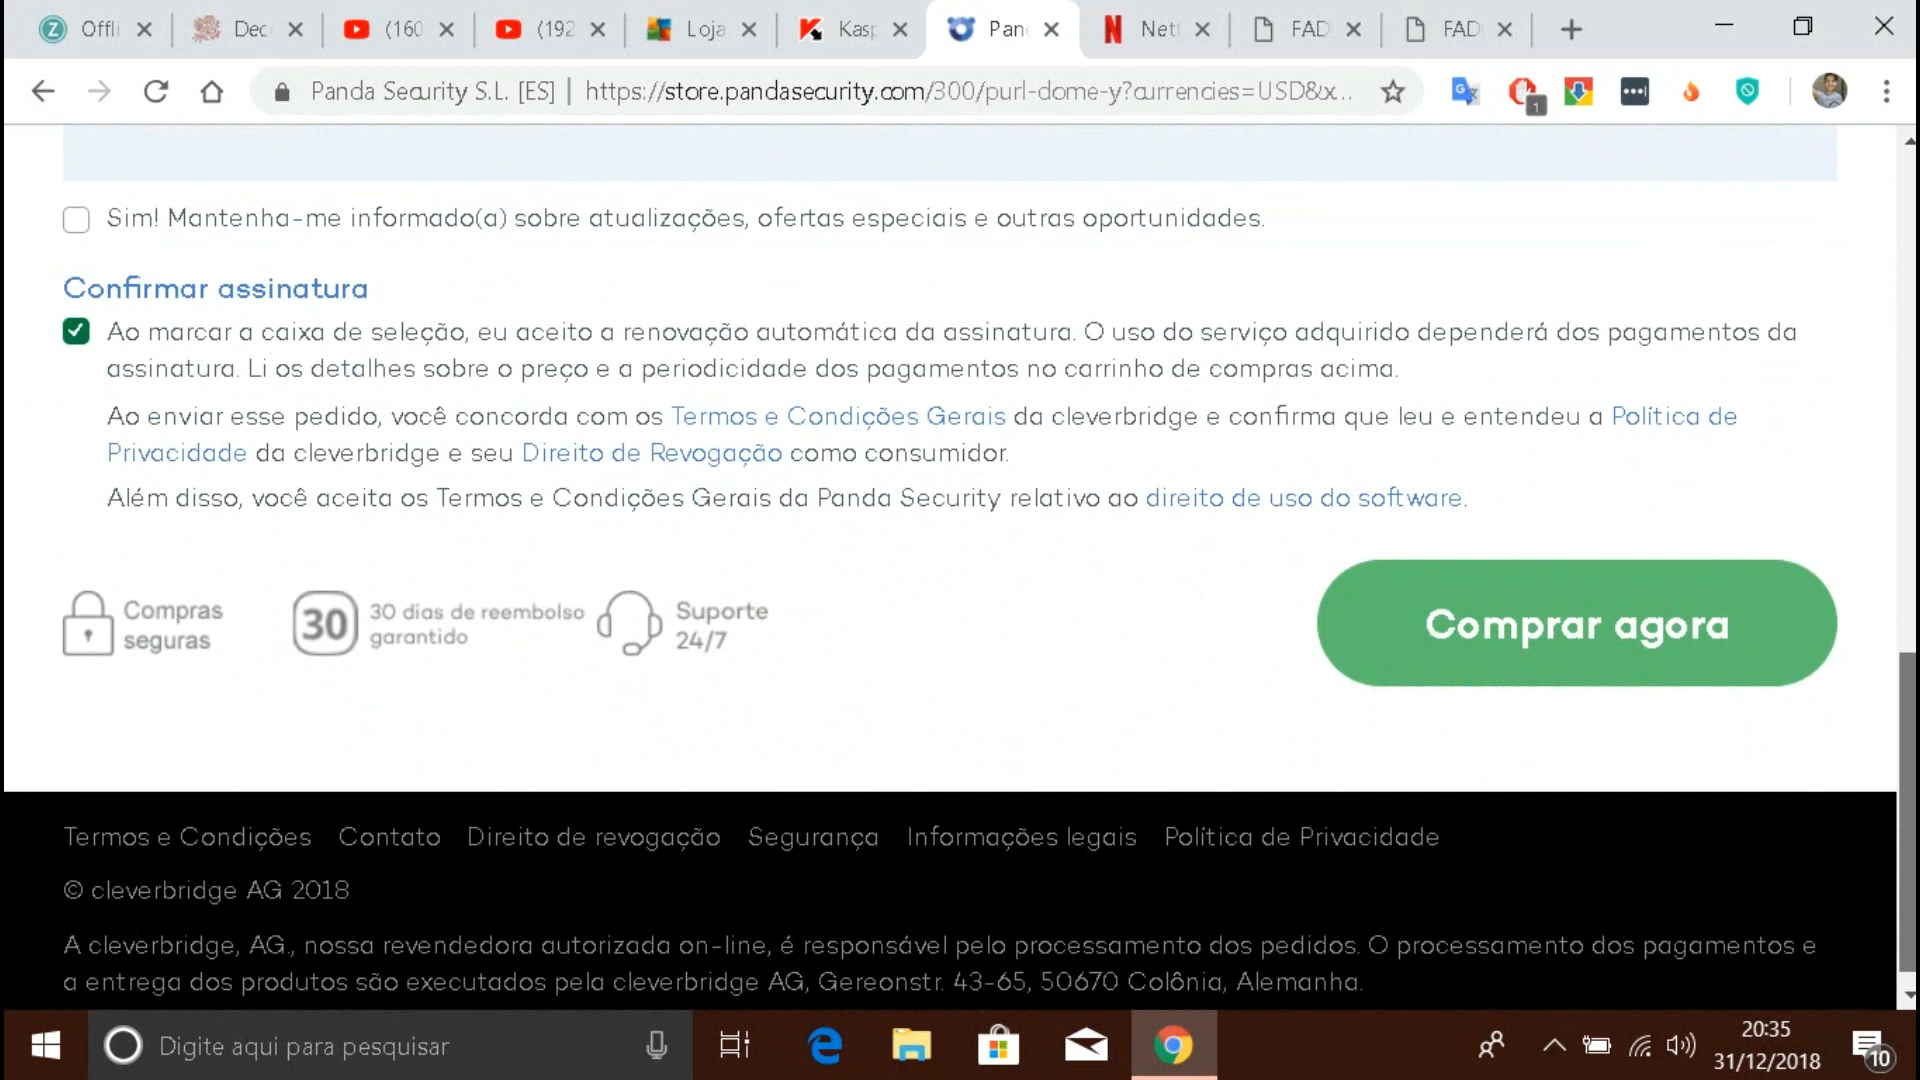 Offli
Dec
(160
(192
Loja
Kasp
Pan
Net
FAD
FAD
Panda Security S.L. [ES] | https://store.pandasecurity.com/300/purl-dome-y?currencies=USD&x...
1
Sim! Mantenha-me informado(a) sobre atualizações, ofertas especiais e outras oportunidades.
Confirmar assinatura
Ao marcar a caixa de seleção, eu aceito a renovação automática da assinatura. O uso do serviço adquirido dependerá dos pagamentos da
assinatura. Li os detalhes sobre o preço e a periodicidade dos pagamentos no carrinho de compras acima.
Ao enviar esse pedido, você concorda com os Termos e Condições Gerais da cleverbridge e confirma que leu e entendeu a Política de
Privacidade da cleverbridge e seu Direito de Revogação como consumidor.
Além disso, você aceita os Termos e Condições Gerais da Panda Security relativo ao direito de uso do software.
Compras
seguras
30
30 dias de reembolso
garantido
Suporte
24/7
Comprar agora
Termos e Condições Contato Direito de revogação Segurança Informações legais Política de Privacidade
© cleverbridge AG 2018
A cleverbridge, AG., nossa revendedora autorizada on-line, é responsável pelo processamento dos pedidos. O processamento dos pagamentos e
a entrega dos produtos são executados pela cleverbridge AG, Gereonstr. 43-65, 50670 Colônia, Alemanha.
Digite aqui para pesquisar
20:35
31/12/2018
10